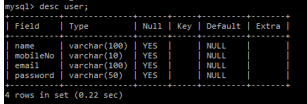 mysql> desc user;
+----------+--------------+------+-----+---------+-------+
| Field | Type | Null | Key | Default | Extra |
+----------+--------------+------+-----+---------+-------+
| name | varchar(100) | YES | | NULL | |
| mobileNo | varchar(10) | YES | | NULL | |
| email | varchar(100) | YES | | NULL | |
| password | varchar(50) | YES | | NULL | |
+----------+--------------+------+-----+---------+-------+
4 rows in set (0.22 sec)